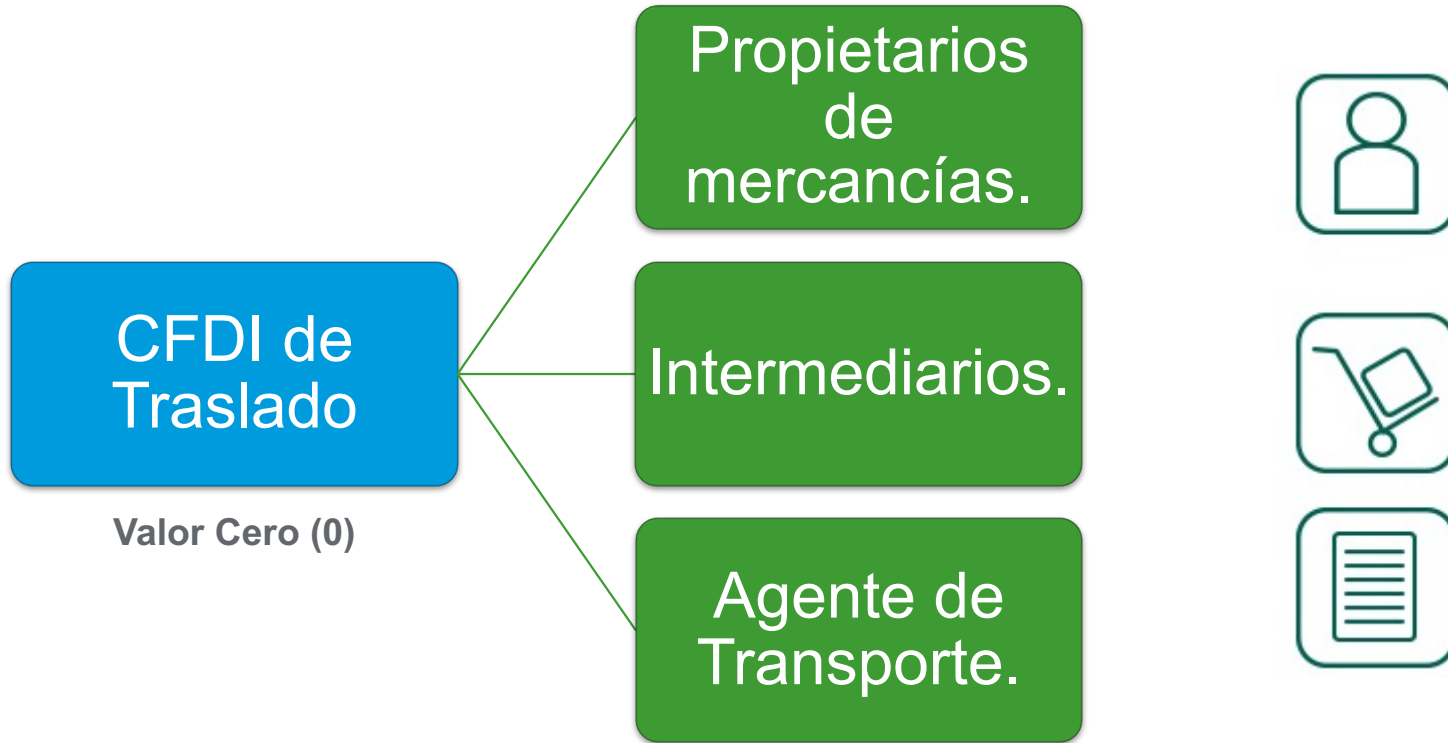 CFDI de
Traslado
Valor Cero (0)
Propietarios
de
mercancías.
Intermediarios.
Agente de
Transporte.